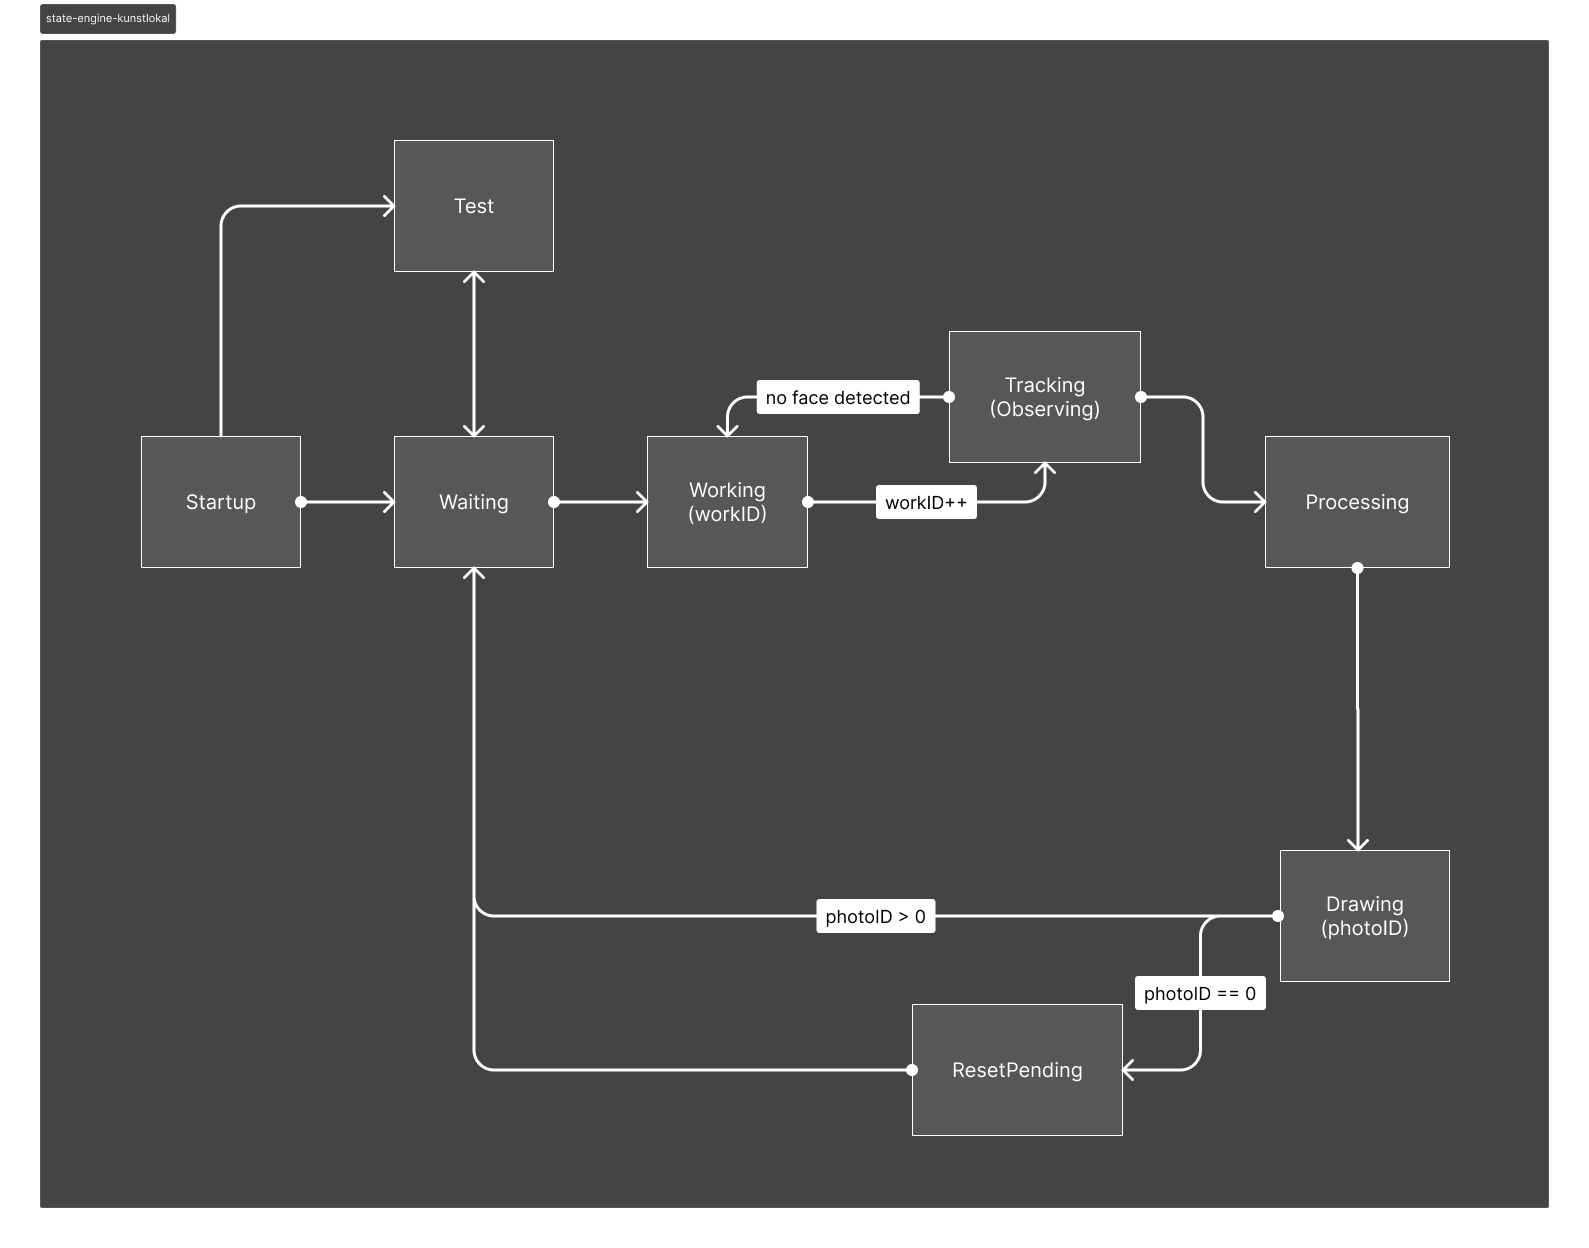 state-engine-kunstlokal
Test
Tracking
(Observing)
no face detected
Startup
Waiting
Working
(workID)
workID++
Processing
photoID > 0
Drawing
(photoID)
photoID == 0
ResetPending